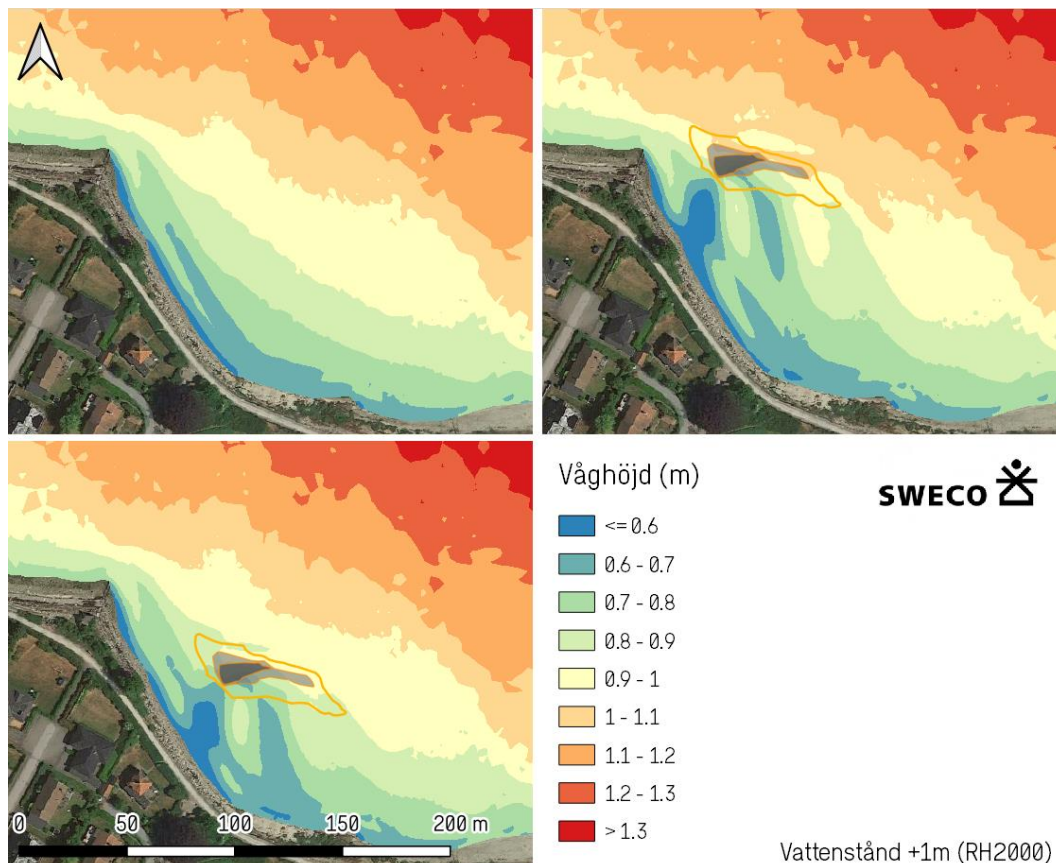 Våghöjd (m)
SWECO
<= 0.6
0.6 - 0.7
0.7 - 0.8
0.8 - 0.9
0.9 - 1
1 - 1.1
1.1 - 1.2
1.2 - 1.3
> 1.3
0 50 100 150 200 m
Vattenstånd +1m (RH2000)